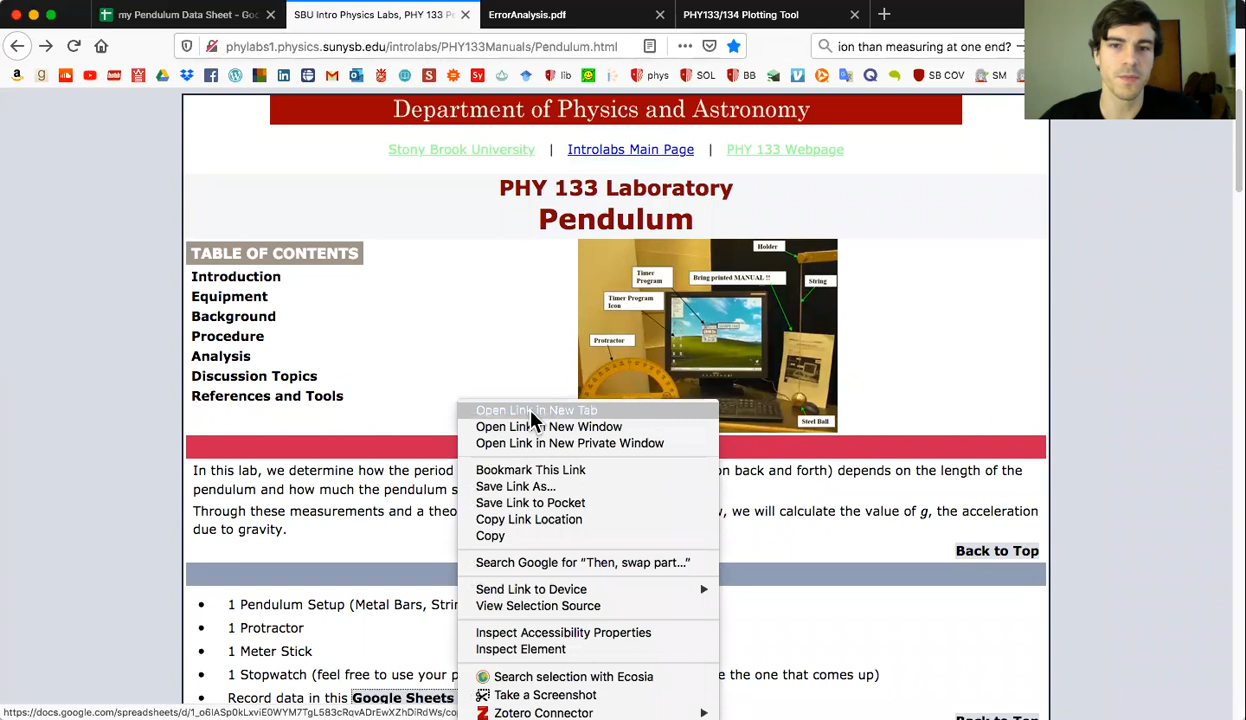 my Pendulum Data Sheet - Goo
SBU Intro Physics Labs, PHY 133 P
ErrorAnalysis.pdf
PHY133/134 Plotting Tool
phylabs1.physics.sunysb.edu/introlabs/PHY133Manuals/Pendulum.html
ion than measuring at one end?
lib
phys
SOL
BB
SB COV
SM
Department of Physics and Astronomy
Stony Brook University | Introlabs Main Page | PHY 133 Webpage
PHY 133 Laboratory
Pendulum
TABLE OF CONTENTS
Introduction
Equipment
Background
Procedure
Analysis
Discussion Topics
References and Tools
Holder
Timer
Program
Bring printed MANUAL !!
String
Timer Program
Icon
Protractor
Steel Ball
Open Link in New Tab
Open Link in New Window
Open Link in New Private Window
Bookmark This Link
Save Link As...
Save Link to Pocket
Copy Link Location
Copy
Search Google for "Then, swap part..."
Send Link to Device
View Selection Source
Inspect Accessibility Properties
Inspect Element
Search selection with Ecosia
Take a Screenshot
Zotero Connector
In this lab, we determine how the period on back and forth) depends on the length of the
pendulum and how much the pendulum s
Through these measurements and a theo w, we will calculate the value of g, the acceleration
due to gravity.
Back to Top
• 1 Pendulum Setup (Metal Bars, Strin
• 1 Protractor
• 1 Meter Stick
• 1 Stopwatch (feel free to use your p e the one that comes up)
• Record data in this Google Sheets
Back to Top